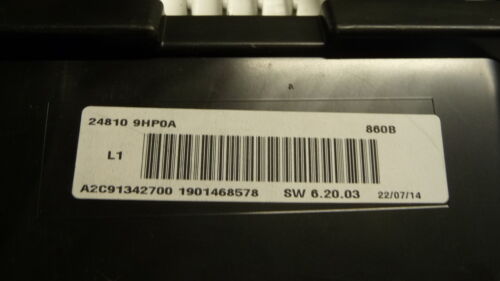 24810 9HP0A 860B
L1
A2C91342700 1901468578 SW 6.20.03 22/07/14